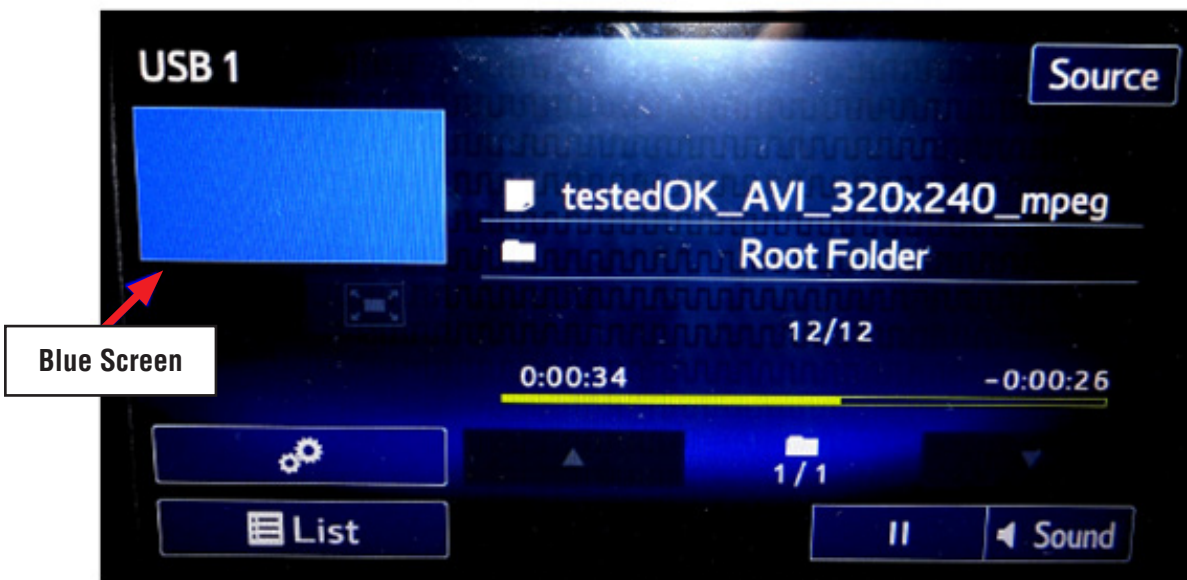 USB 1
Source
testedOK_AVI_320x240_mpeg
Root Folder
12/12
0:00:34
-0:00:26
Blue Screen
1/1
List
Sound